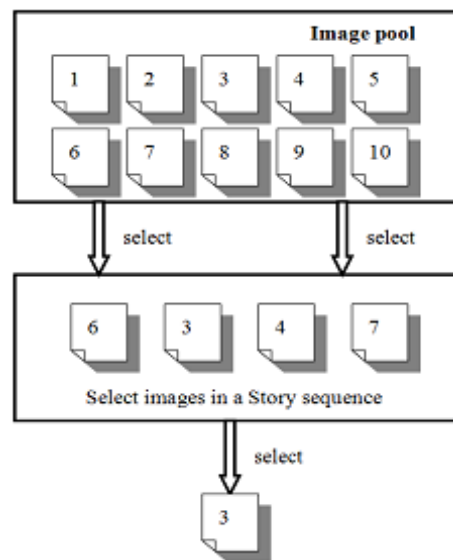 Image pool
1 2 3 4 5
6 7 8 9 10
select select
6 3 4 7
Select images in a Story sequence
select
3